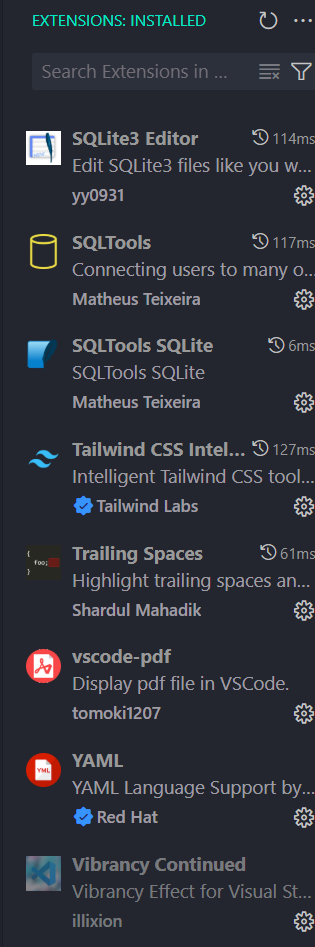 EXTENSIONS: INSTALLED
Search Extensions in ...
SQLite3 Editor 114ms
Edit SQLite3 files like you w...
yy0931
SQLTools 117ms
Connecting users to many o...
Matheus Teixeira
SQLTools SQLite 6ms
SQLTools SQLite
Matheus Teixeira
Tailwind CSS Intel... 127ms
Intelligent Tailwind CSS tool...
Tailwind Labs
{
foo;
}
Trailing Spaces 61ms
Highlight trailing spaces an...
Shardul Mahadik
vscode-pdf
Display pdf file in VSCode.
tomoki1207
YML
YAML
YAML Language Support by...
Red Hat
Vibrancy Continued
Vibrancy Effect for Visual St...
illixion